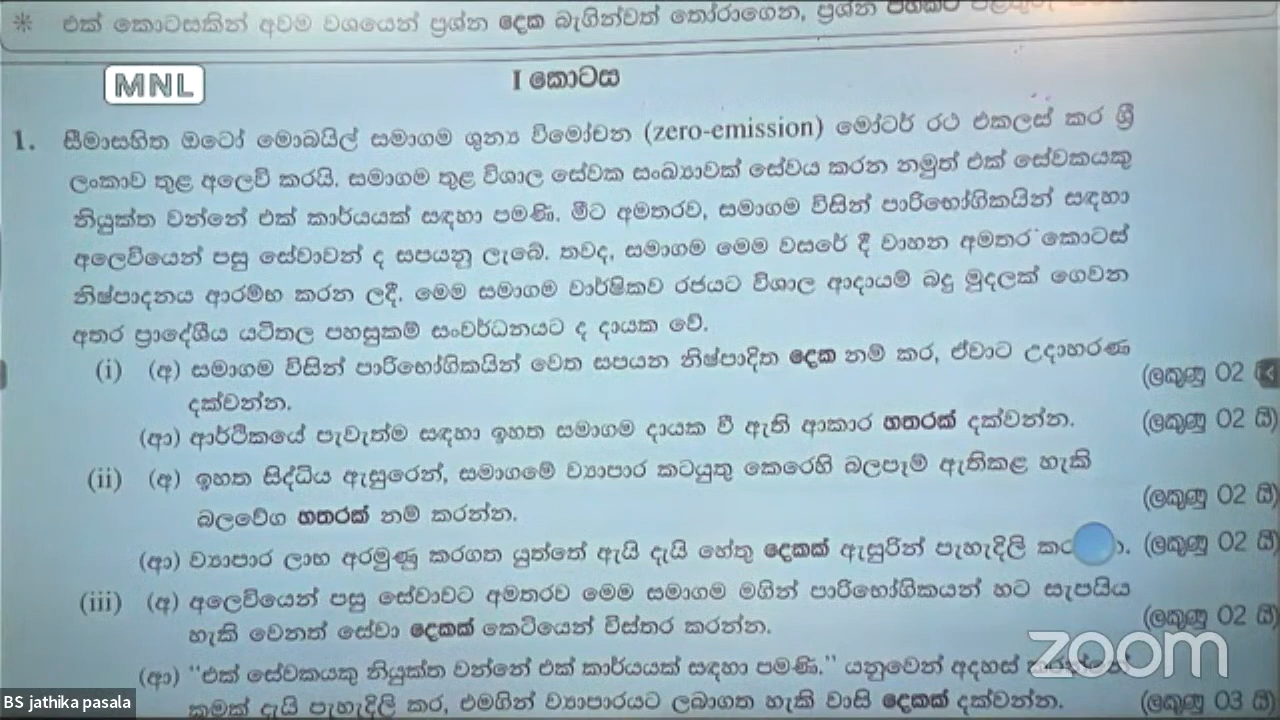 ✳ එක් කොටසකින් අවම වශයෙන් ප්‍රශ්න දෙක බැගින්වත් තෝරාගෙන, ප්‍රශ්න
MNL
I කොටස
1. සීමාසහිත ඔටෝ මොබයිල් සමාගම ශුන්‍ය විමෝචන (zero-emission) මෝටර් රථ එකලස් කර ශ්‍රී
ලංකාව තුළ අලෙවි කරයි. සමාගම තුළ විශාල සේවක සංඛ්‍යාවක් සේවය කරන නමුත් එක් සේවකයකු
නියුක්ත වන්නේ එක් කාර්යයක් සඳහා පමණි. මීට අමතරව, සමාගම විසින් පාරිභෝගිකයින් සඳහා
අලෙවියෙන් පසු සේවාවන් ද සපයනු ලැබේ. තවද, සමාගම මෙම වසරේ දී වාහන අමතර කොටස්
නිෂ්පාදනය ආරම්භ කරන ලදී. මෙම සමාගම වාර්ෂිකව රජයට විශාල ආදායම් බදු මුදලක් ගෙවන
අතර ප්‍රාදේශීය යටිතල පහසුකම් සංවර්ධනයට ද දායක වේ.
(i) (අ) සමාගම විසින් පාරිභෝගිකයින් වෙත සපයන නිෂ්පාදිත දෙක නම් කර, ඒවාට උදාහරණ
දක්වන්න. (ලකුණු 02
(ආ) ආර්ථිකයේ පැවැත්ම සඳහා ඉහත සමාගම දායක වී ඇති ආකාර හතරක් දක්වන්න. (ලකුණු 02 යි)
(ii) (අ) ඉහත සිද්ධිය ඇසුරෙන්, සමාගමේ ව්‍යාපාර කටයුතු කෙරෙහි බලපෑම් ඇතිකළ හැකි
බලවේග හතරක් නම් කරන්න. (ලකුණු 02 යි)
(ආ) ව්‍යාපාර ලාභ අරමුණු කරගත යුත්තේ ඇයි දැයි හේතු දෙකක් ඇසුරින් පැහැදිලි (ලකුණු 02 යි)
(iii) (අ) අලෙවියෙන් පසු සේවාවට අමතරව මෙම සමාගම මගින් පාරිභෝගිකයන් හට සැපයිය
හැකි වෙනත් සේවා දෙකක් කෙටියෙන් විස්තර කරන්න. (ලකුණු 02 යි)
(ආ) "එක් සේවකයකු නියුක්ත වන්නේ එක් කාර්යයක් සඳහා පමණි." යනුවෙන් අදහස්
කුමක් දැයි පැහැදිලි කර, එමගින් ව්‍යාපාරයට ලබාගත හැකි වාසි දෙකක් දක්වන්න. (ලකුණු 03 යි)
zoom
BS jathika pasala